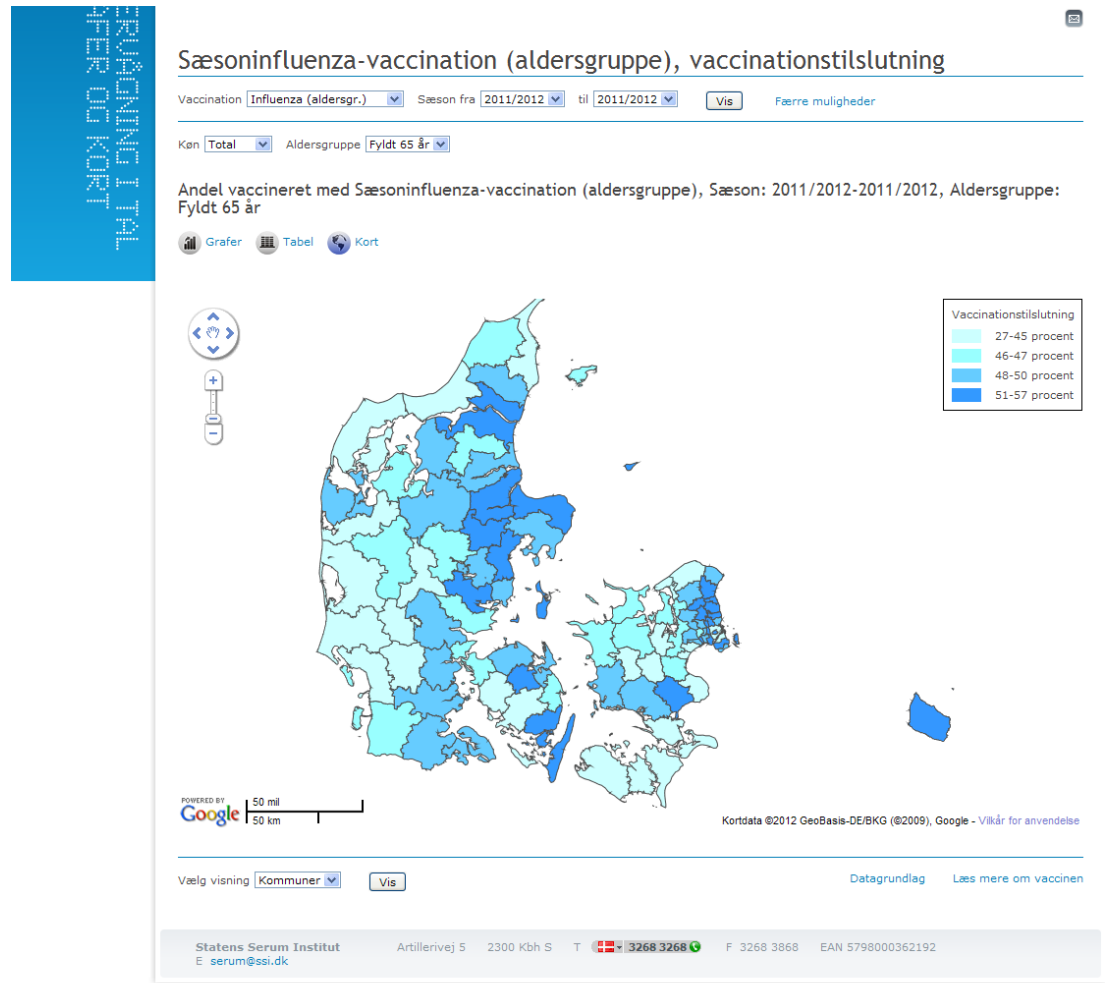 ERVÅGNING I TAL
GFER OG KORT
Sæsoninfluenza-vaccination (aldersgruppe), vaccinationstilslutning
Vaccination Influenza (aldersgr.) Sæson fra 2011/2012 til 2011/2012 Vis Færre muligheder
Køn Total Aldersgruppe Fyldt 65 år
Andel vaccineret med Sæsoninfluenza-vaccination (aldersgruppe), Sæson: 2011/2012-2011/2012, Aldersgruppe:
Fyldt 65 år
Grafer Tabel Kort
Vaccinationstilslutning
27-45 procent
46-47 procent
48-50 procent
51-57 procent
POWERED BY
Google
50 mil
50 km
Kortdata ©2012 GeoBasis-DE/BKG (©2009), Google - Vilkår for anvendelse
Vælg visning Kommuner Vis Datagrundlag Læs mere om vaccinen
Statens Serum Institut Artillerivej 5 2300 Kbh S T 3268 3268 F 3268 3868 EAN 5798000362192
E serum@ssi.dk